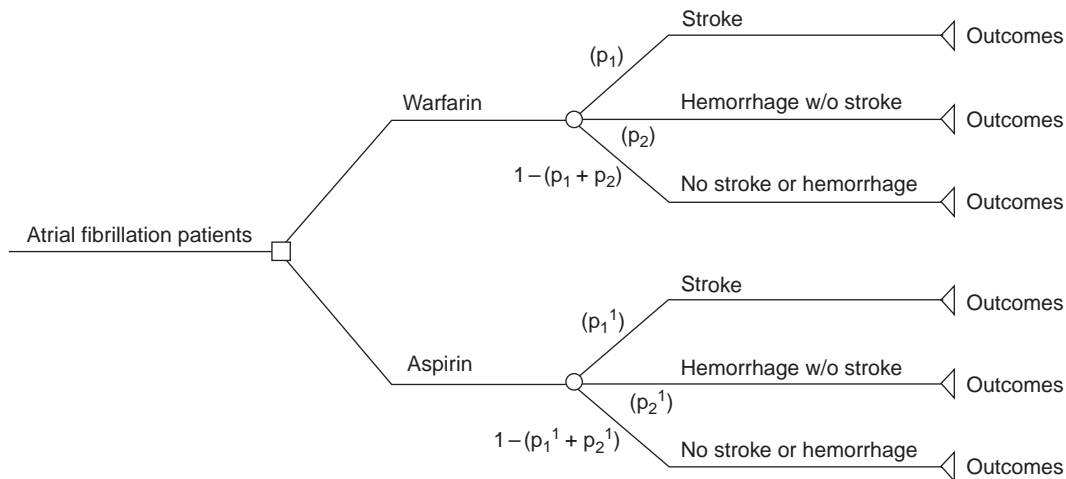 Stroke
Outcomes
(p₁)
Warfarin
Hemorrhage w/o stroke
Outcomes
(p₂)
1 – (p₁ + p₂)
No stroke or hemorrhage
Outcomes
Atrial fibrillation patients
Stroke
Outcomes
(p₁¹)
Aspirin
Hemorrhage w/o stroke
Outcomes
(p₂¹)
1 – (p₁¹ + p₂¹)
No stroke or hemorrhage
Outcomes